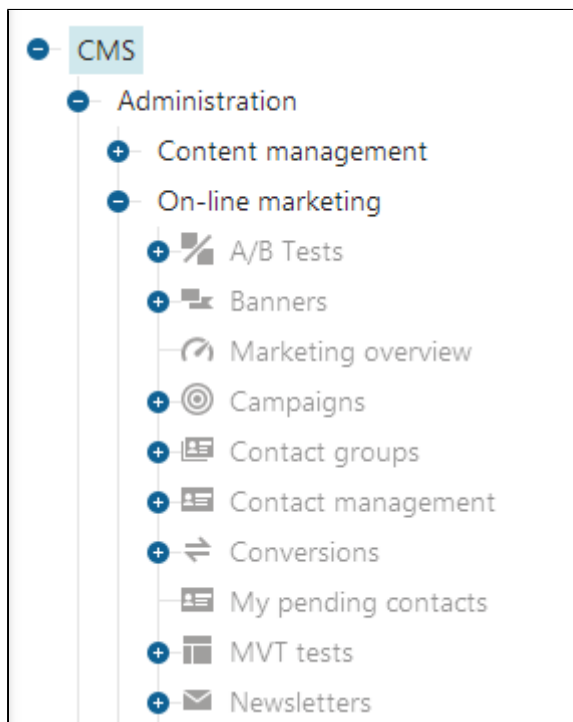 CMS
Administration
Content management
On-line marketing
A/B Tests
Banners
Marketing overview
Campaigns
Contact groups
Contact management
Conversions
My pending contacts
MVT tests
Newsletters